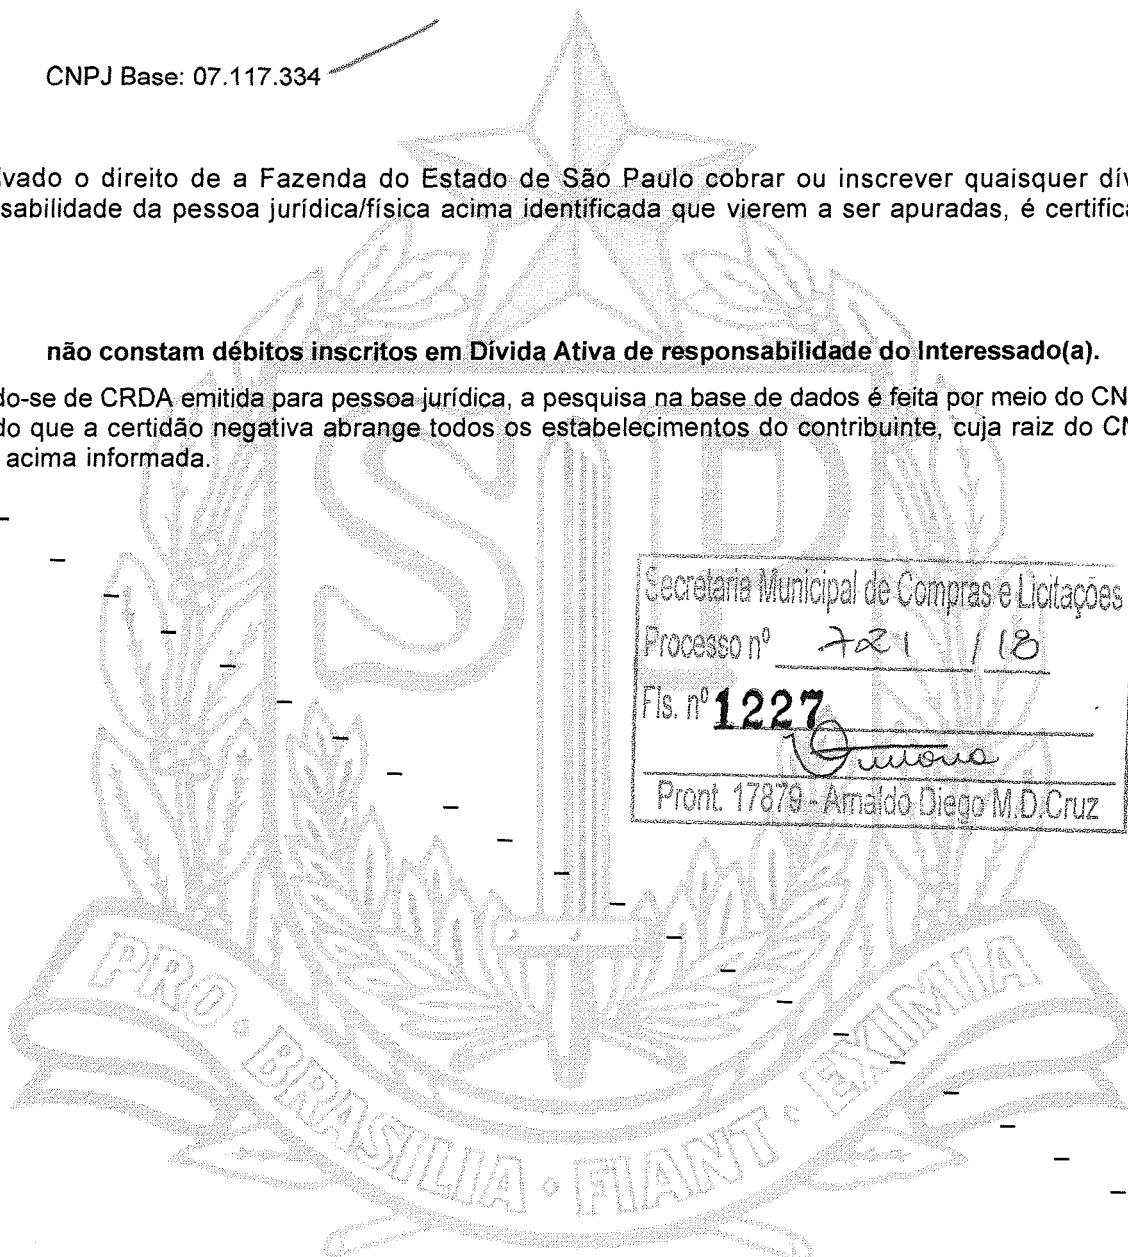 CNPJ Base: 07.117.334
vado o direito de a Fazenda do Estado de São Paulo cobrar ou inscrever quaisquer dív
sabilidade da pessoa jurídica/física acima identificada que vierem a ser apuradas, é certifica
não constam débitos inscritos em Dívida Ativa de responsabilidade do Interessado(a).
do-se de CRDA emitida para pessoa jurídica, a pesquisa na base de dados é feita por meio do CN
do que a certidão negativa abrange todos os estabelecimentos do contribuinte, cuja raiz do CN
acima informada.
SP
Secretaria Municipal de Compras e Licitações
Processo nº 721 / 18
Fls. nº 1227
Pront. 17879 - Arnaldo Diego M.D.Cruz
PRO • BRASILIA • FIANT • EXIMIA